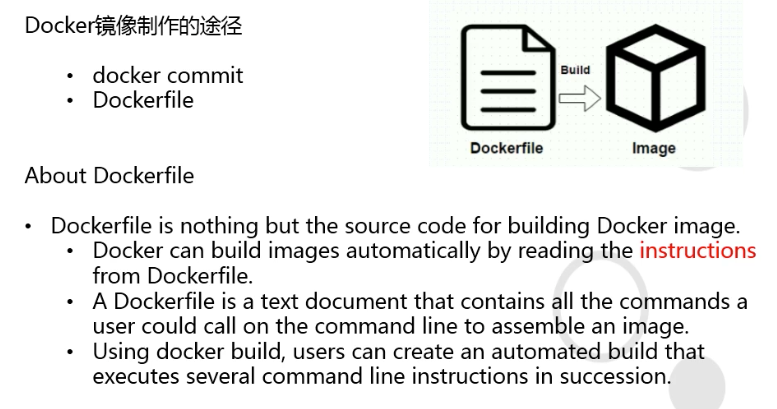 Docker镜像制作的途径
• docker commit
• Dockerfile
Build
Dockerfile
Image
About Dockerfile
• Dockerfile is nothing but the source code for building Docker image.
• Docker can build images automatically by reading the instructions
from Dockerfile.
• A Dockerfile is a text document that contains all the commands a
user could call on the command line to assemble an image.
• Using docker build, users can create an automated build that
executes several command line instructions in succession.